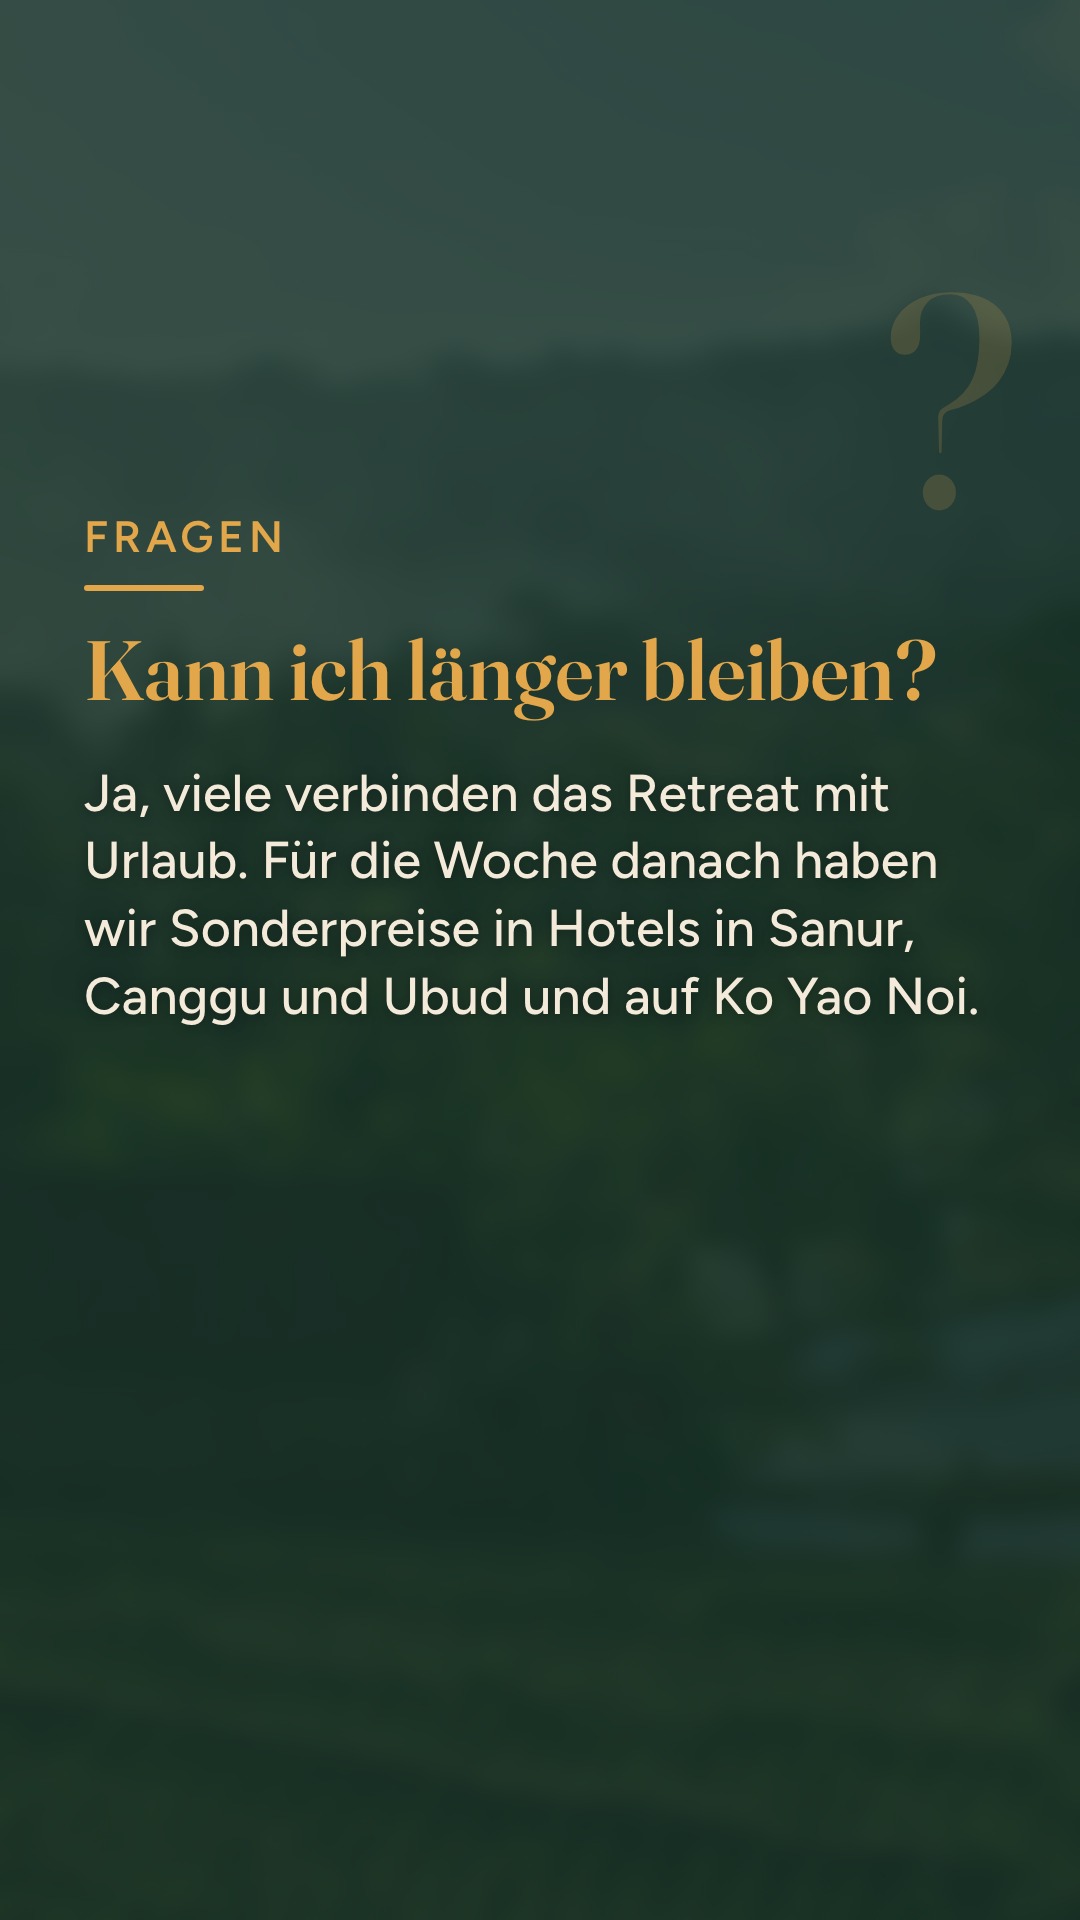 ?
FRAGEN
Kann ich länger bleiben?
Ja, viele verbinden das Retreat mit
Urlaub. Für die Woche danach haben
wir Sonderpreise in Hotels in Sanur,
Canggu und Ubud und auf Ko Yao Noi.